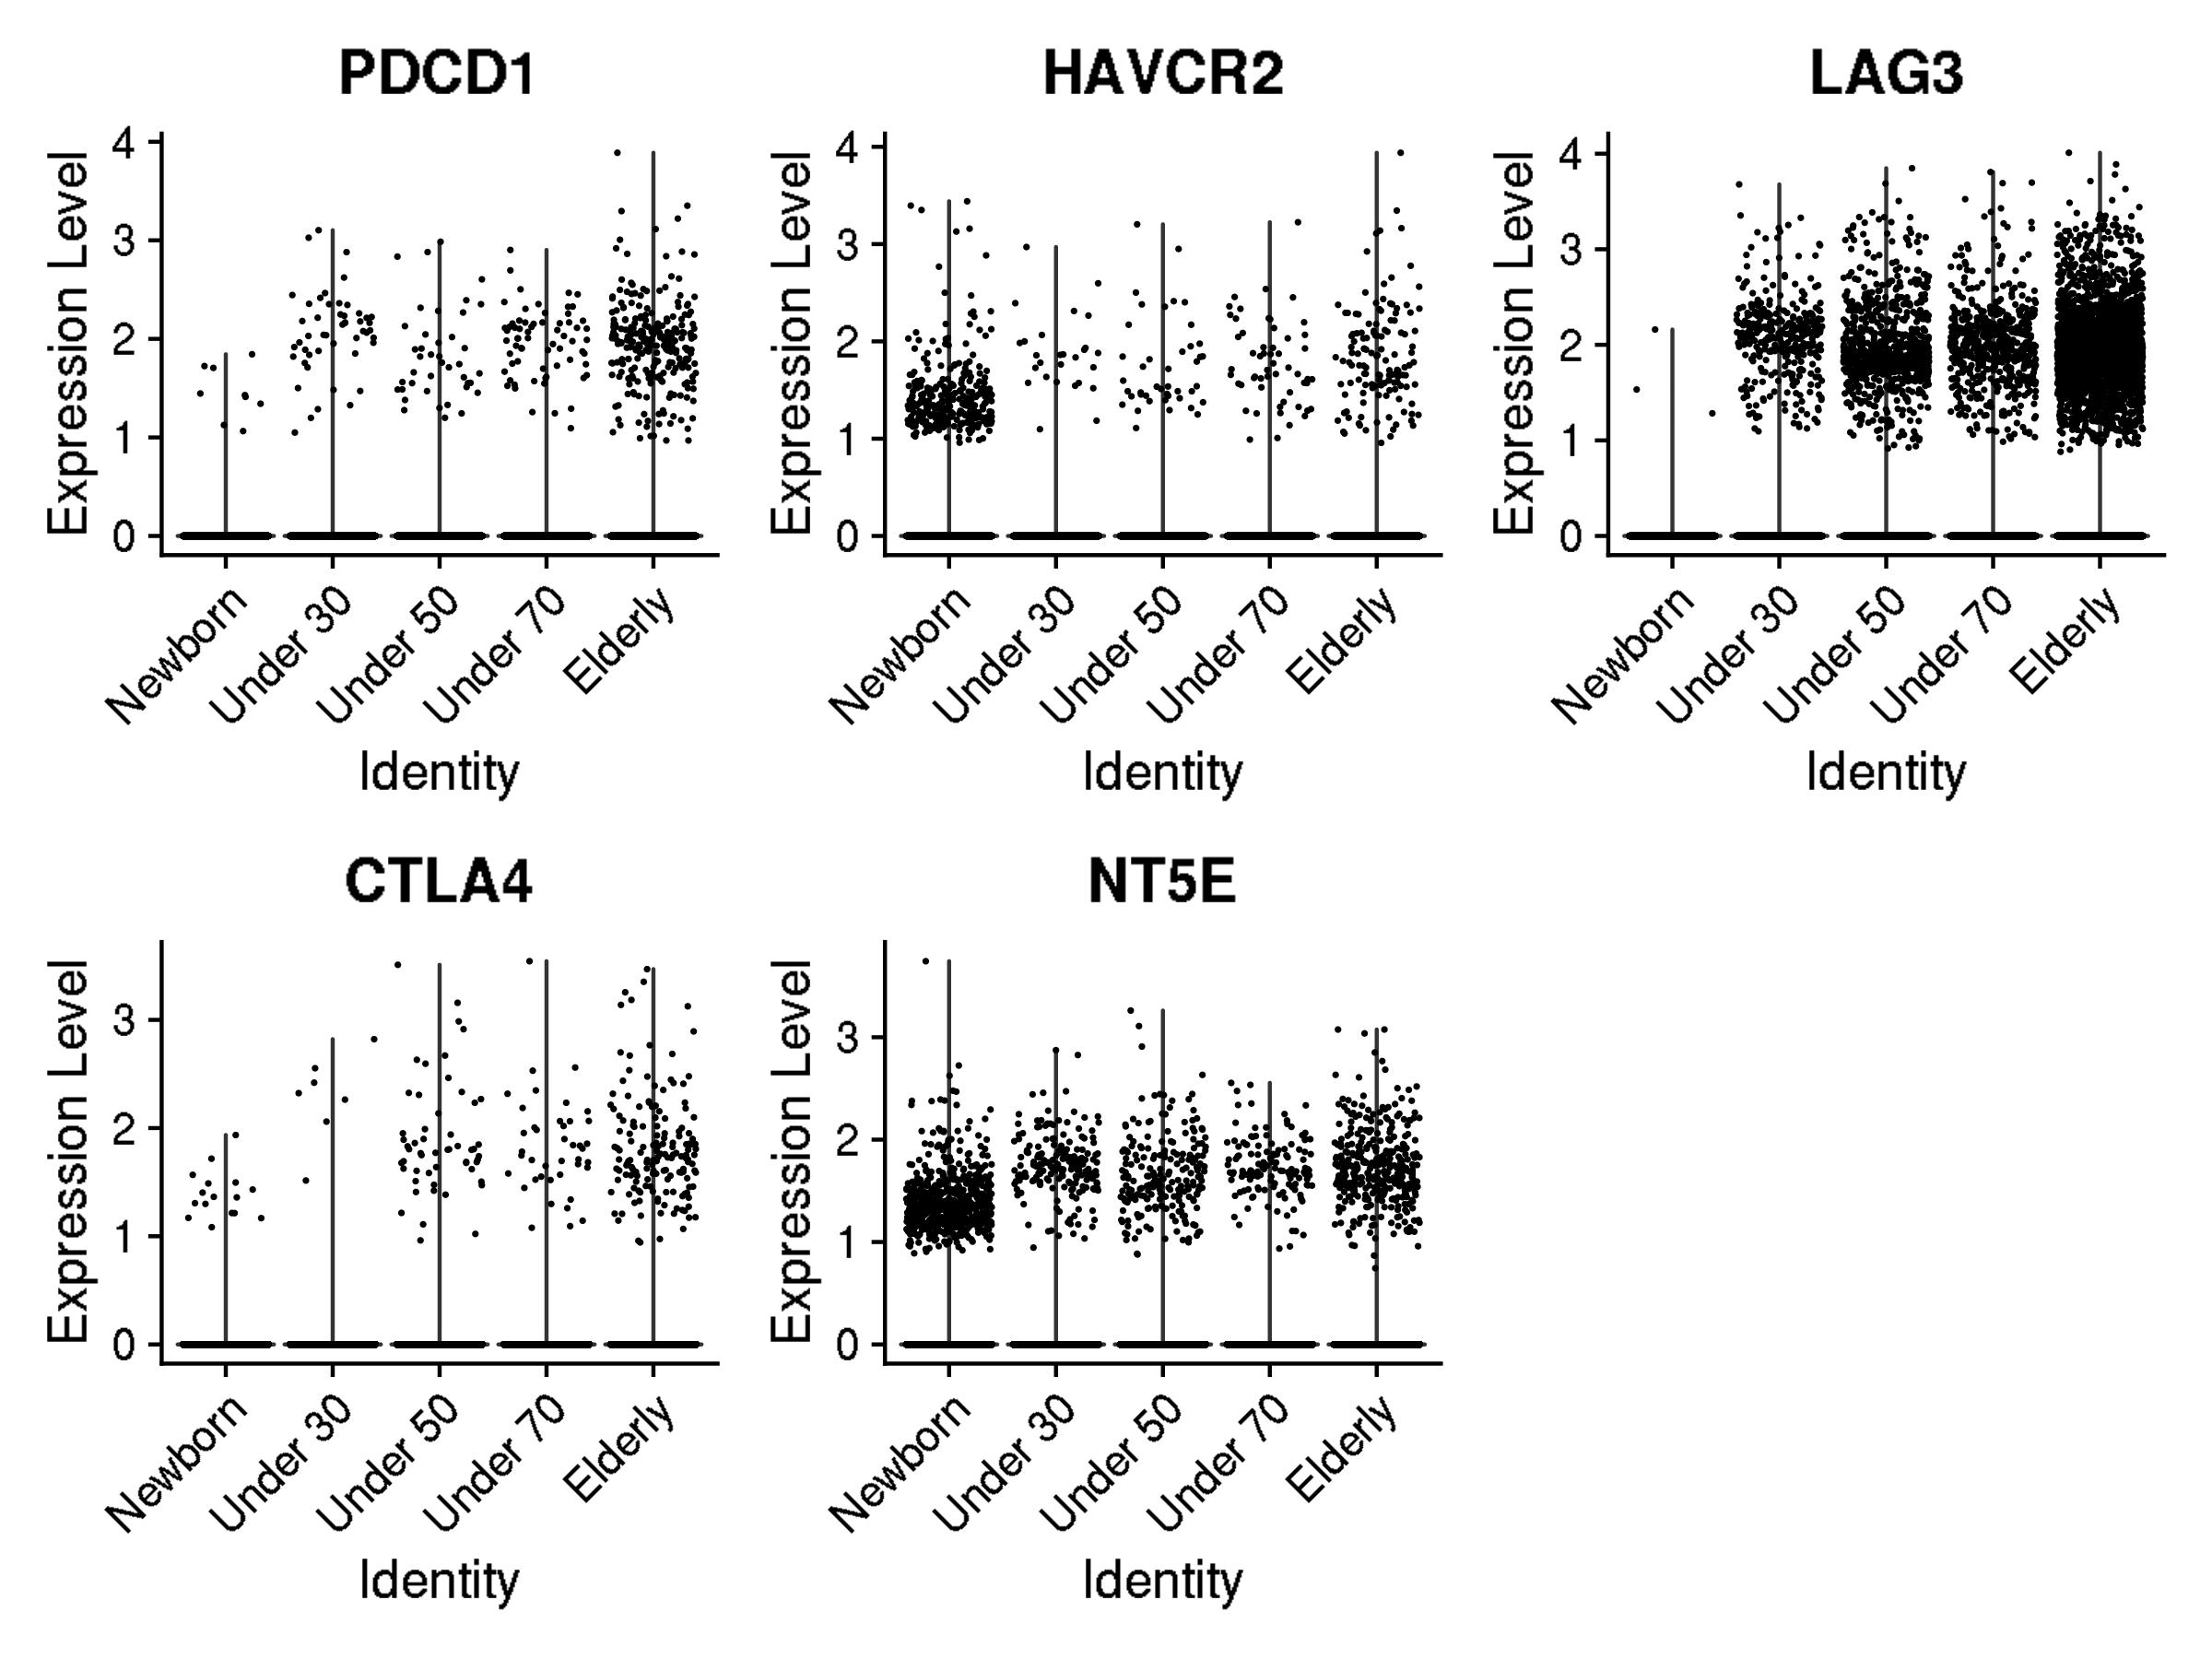 PDCD1
Expression Level
4
3
2
1
0
Newborn
Under 30
Under 50
Under 70
Elderly
Identity
HAVCR2
Expression Level
4
3
2
1
0
Newborn
Under 30
Under 50
Under 70
Elderly
Identity
LAG3
Expression Level
4
3
2
1
0
Newborn
Under 30
Under 50
Under 70
Elderly
Identity
CTLA4
Expression Level
3
2
1
0
Newborn
Under 30
Under 50
Under 70
Elderly
Identity
NT5E
Expression Level
3
2
1
0
Newborn
Under 30
Under 50
Under 70
Elderly
Identity